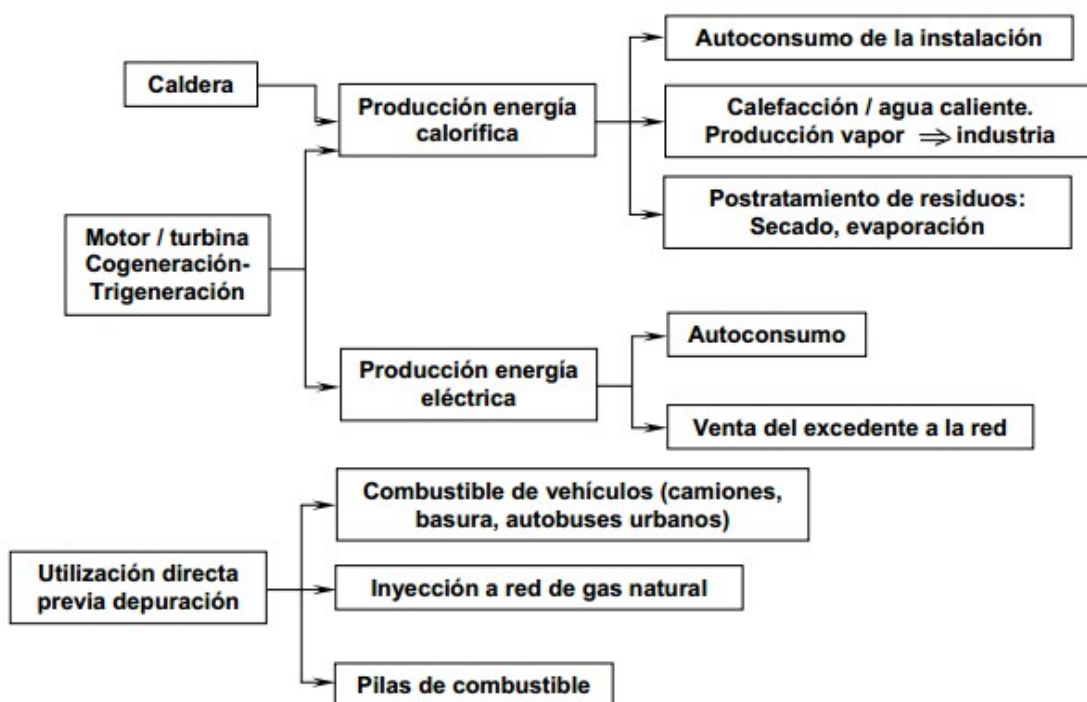 Autoconsumo de la instalación
Caldera
Producción energía
calorífica
Calefacción / agua caliente.
Producción vapor ⇒ industria
Postratamiento de residuos:
Secado, evaporación
Motor / turbina
Cogeneración-
Trigeneración
Autoconsumo
Producción energía
eléctrica
Venta del excedente a la red
Combustible de vehículos (camiones,
basura, autobuses urbanos)
Utilización directa
previa depuración
Inyección a red de gas natural
Pilas de combustible